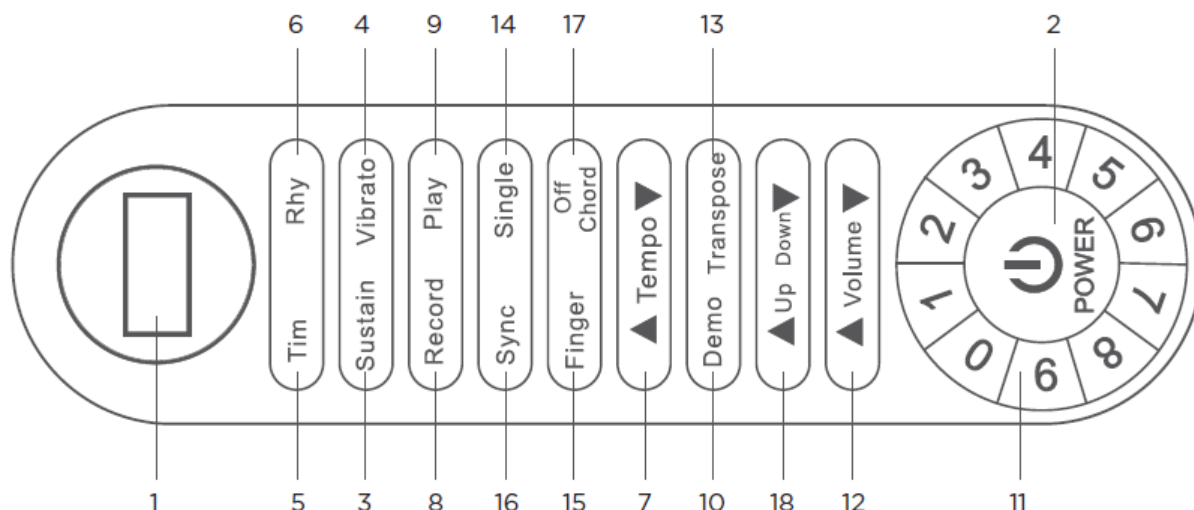 6 4 9 14 17 13 2
Tim Rhy
Sustain Vibrato
Record Play
Sync Single
Finger Off
Chord
Tempo
Demo Transpose
Up Down
Volume
0 1 2 3 4 5 6 7 8 9
POWER
1 5 3 8 16 15 7 10 18 12 11